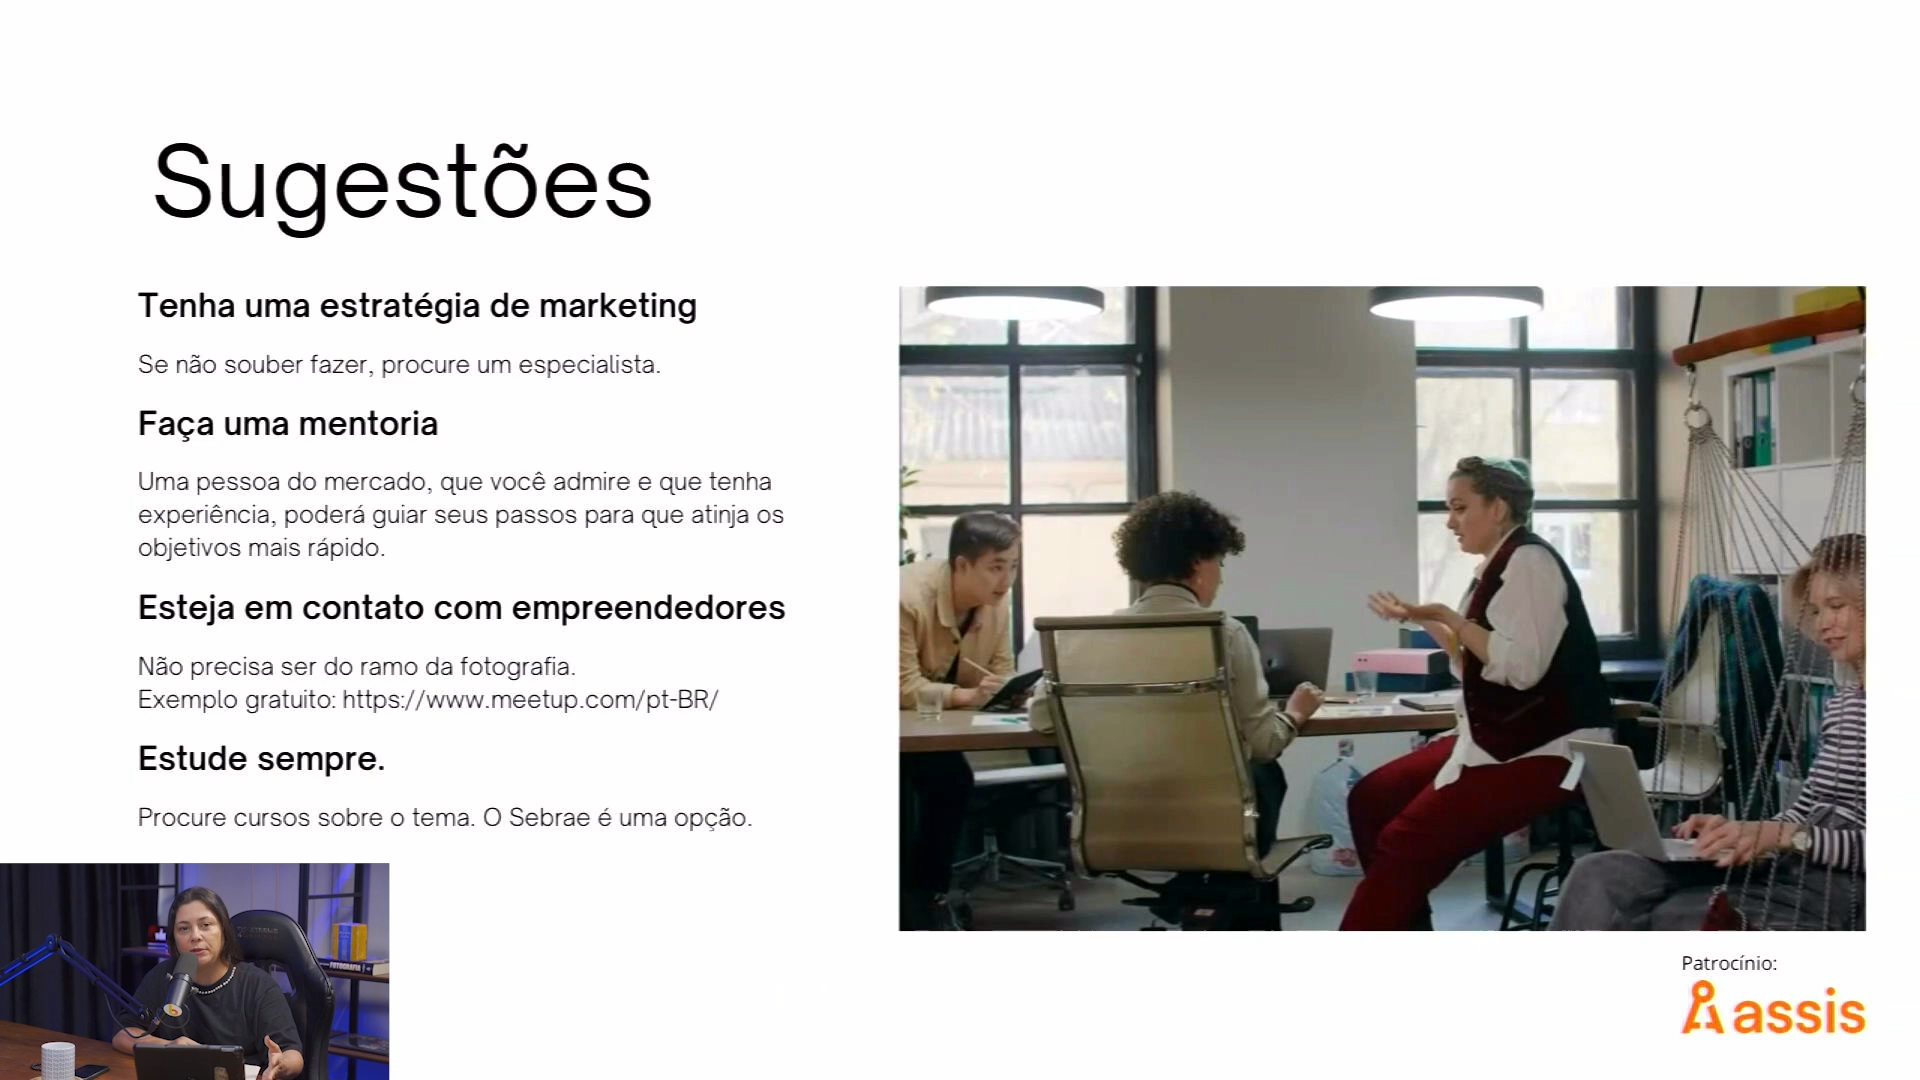 Sugestões
Tenha uma estratégia de marketing
Se não souber fazer, procure um especialista.
Faça uma mentoria
Uma pessoa do mercado, que você admire e que tenha
experiência, poderá guiar seus passos para que atinja os
objetivos mais rápido.
Esteja em contato com empreendedores
Não precisa ser do ramo da fotografia.
Exemplo gratuito: https://www.meetup.com/pt-BR/
Estude sempre.
Procure cursos sobre o tema. O Sebrae é uma opção.
FOTOGRAFIA
Patrocínio:
assis